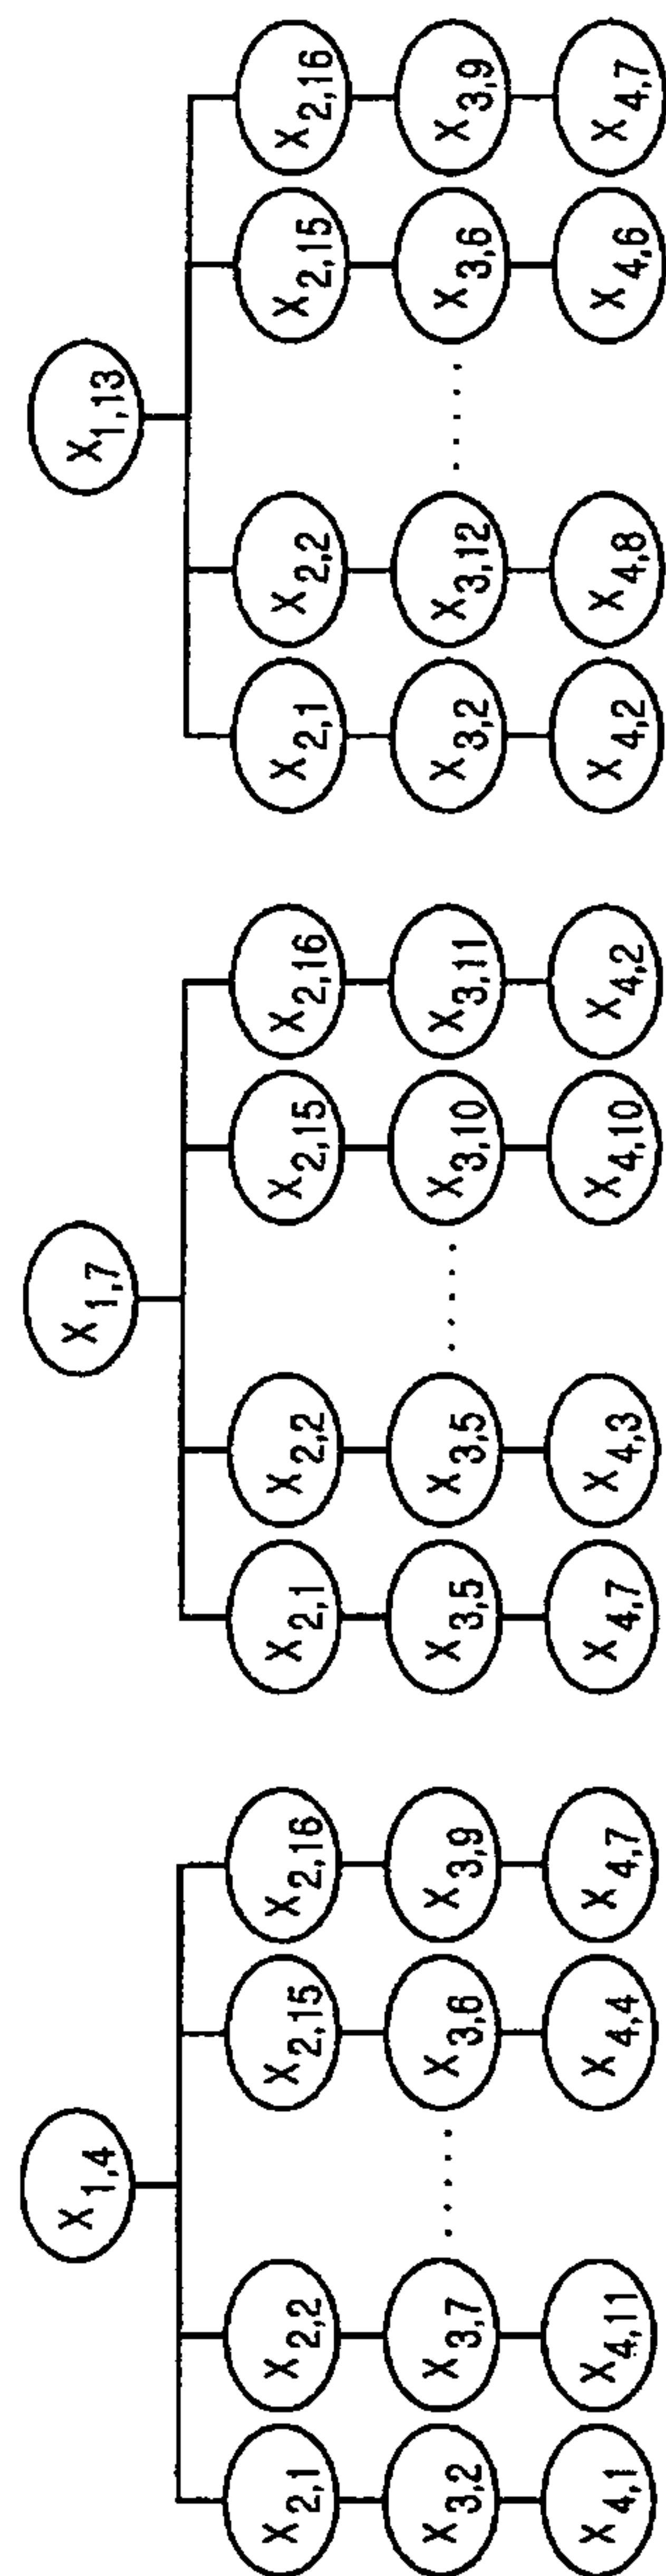 X1,4
X2,1 X2,2 X2,15 X2,16
X3,2 X3,7 ..... X3,6 X3,9
X4,1 X4,11 X4,4 X4,7
X1,7
X2,1 X2,2 X2,15 X2,16
X3,5 X3,5 ..... X3,10 X3,11
X4,7 X4,3 X4,10 X4,2
X1,13
X2,1 X2,2 X2,15 X2,16
X3,2 X3,12 ..... X3,6 X3,9
X4,2 X4,8 X4,6 X4,7